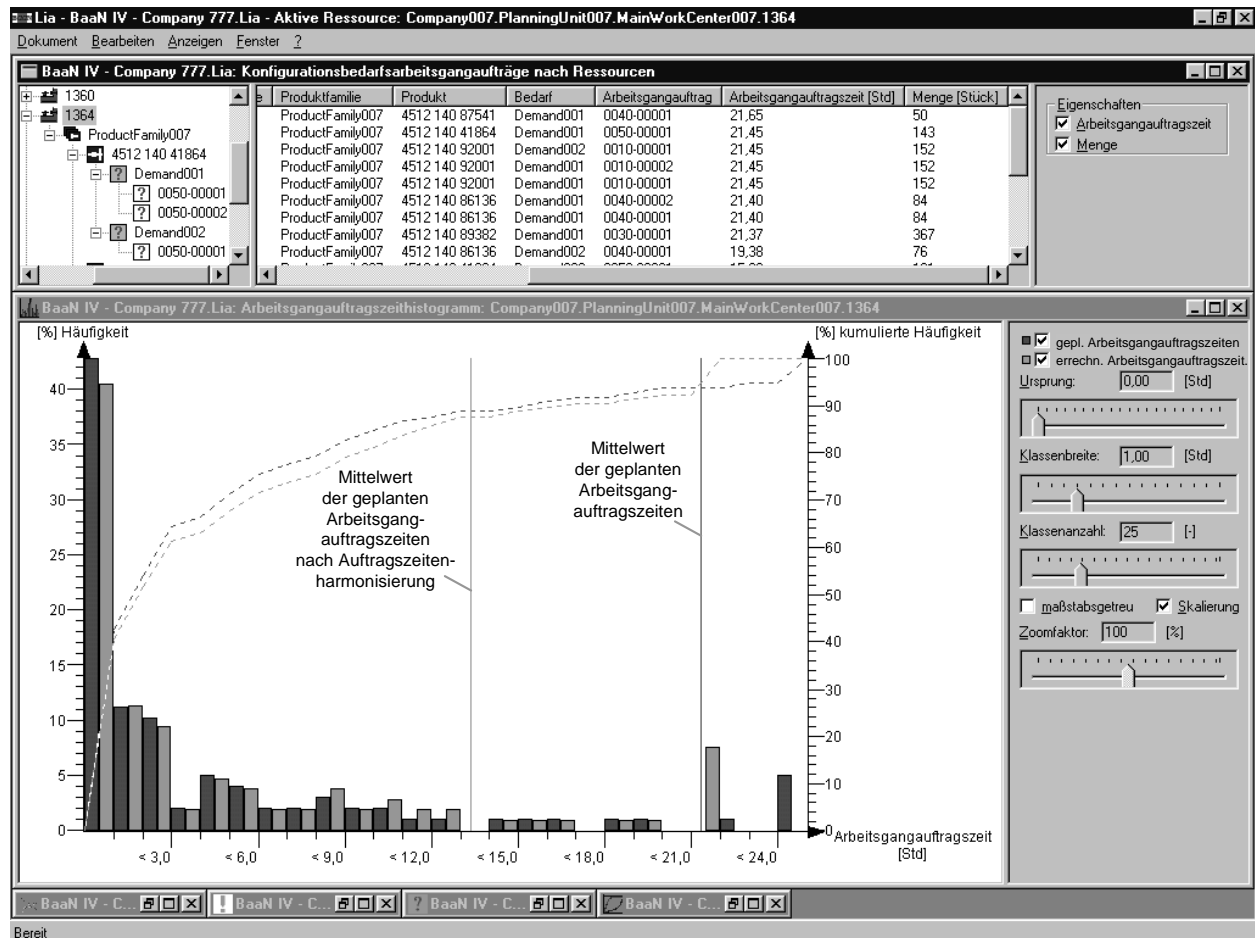 Lia - BaaN IV - Company 777.Lia - Aktive Ressource: Company007.PlanningUnit007.MainWorkCenter007.1364
Dokument Bearbeiten Anzeigen Fenster ?
BaaN IV - Company 777.Lia: Konfigurationsbedarfsarbeitsgangaufträge nach Ressourcen
1360
1364
ProductFamily007
4512 140 41864
Demand001
0050-00001
0050-00002
Demand002
0050-00001
e Produktfamilie Produkt Bedarf Arbeitsgangauftrag Arbeitsgangauftragszeit [Std] Menge [Stück]
ProductFamily007 4512 140 87541 Demand001 0040-00001 21,65 50
ProductFamily007 4512 140 41864 Demand001 0050-00001 21,45 143
ProductFamily007 4512 140 92001 Demand002 0010-00001 21,45 152
ProductFamily007 4512 140 92001 Demand001 0010-00002 21,45 152
ProductFamily007 4512 140 92001 Demand001 0010-00001 21,45 152
ProductFamily007 4512 140 86136 Demand001 0040-00002 21,40 84
ProductFamily007 4512 140 86136 Demand001 0040-00001 21,40 84
ProductFamily007 4512 140 89382 Demand001 0030-00001 21,37 367
ProductFamily007 4512 140 86136 Demand002 0040-00001 19,38 76
Eigenschaften
Arbeitsgangauftragszeit
Menge
BaaN IV - Company 777.Lia: Arbeitsgangauftragszeithistogramm: Company007.PlanningUnit007.MainWorkCenter007.1364
[%] Häufigkeit
[%] kumulierte Häufigkeit
40
35
30
25
20
15
10
5
0
Mittelwert
der geplanten
Arbeitsgang-
auftragszeiten
nach Auftragszeiten-
harmonisierung
Mittelwert
der geplanten
Arbeitsgang-
auftragszeiten
100
90
80
70
60
50
40
30
20
10
0
< 3,0 < 6,0 < 9,0 < 12,0 < 15,0 < 18,0 < 21,0 < 24,0
Arbeitsgangauftragszeit
[Std]
gepl. Arbeitsgangauftragszeiten
errechn. Arbeitsgangauftragszeit.
Ursprung: 0,00 [Std]
Klassenbreite: 1,00 [Std]
Klassenanzahl: 25 [-]
maßstabsgetreu Skalierung
Zoomfaktor: 100 [%]
BaaN IV - C... BaaN IV - C... BaaN IV - C... BaaN IV - C...
Bereit